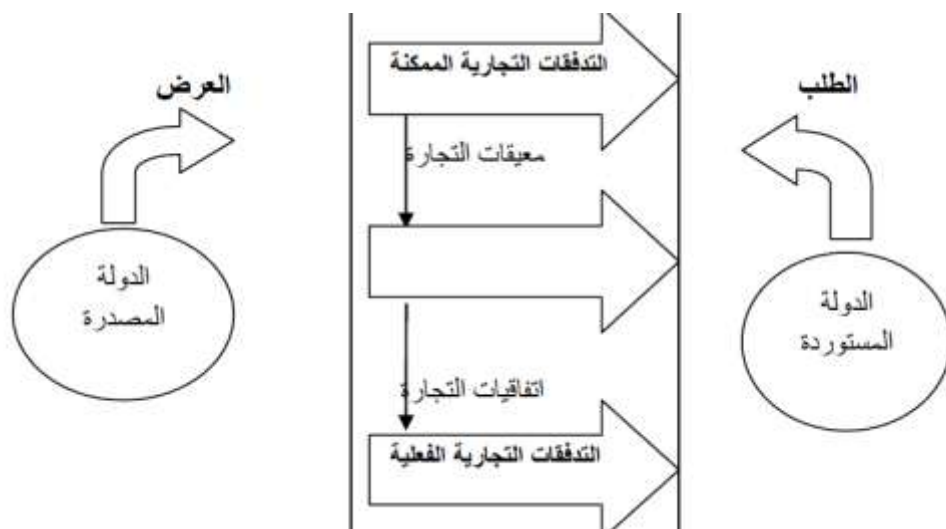 التدفقات التجارية الممكنة
الطلب
العرض
معيقات التجارة
الدولة
المستوردة
الدولة
المصدرة
اتفاقيات التجارة
التدفقات التجارية الفعلية